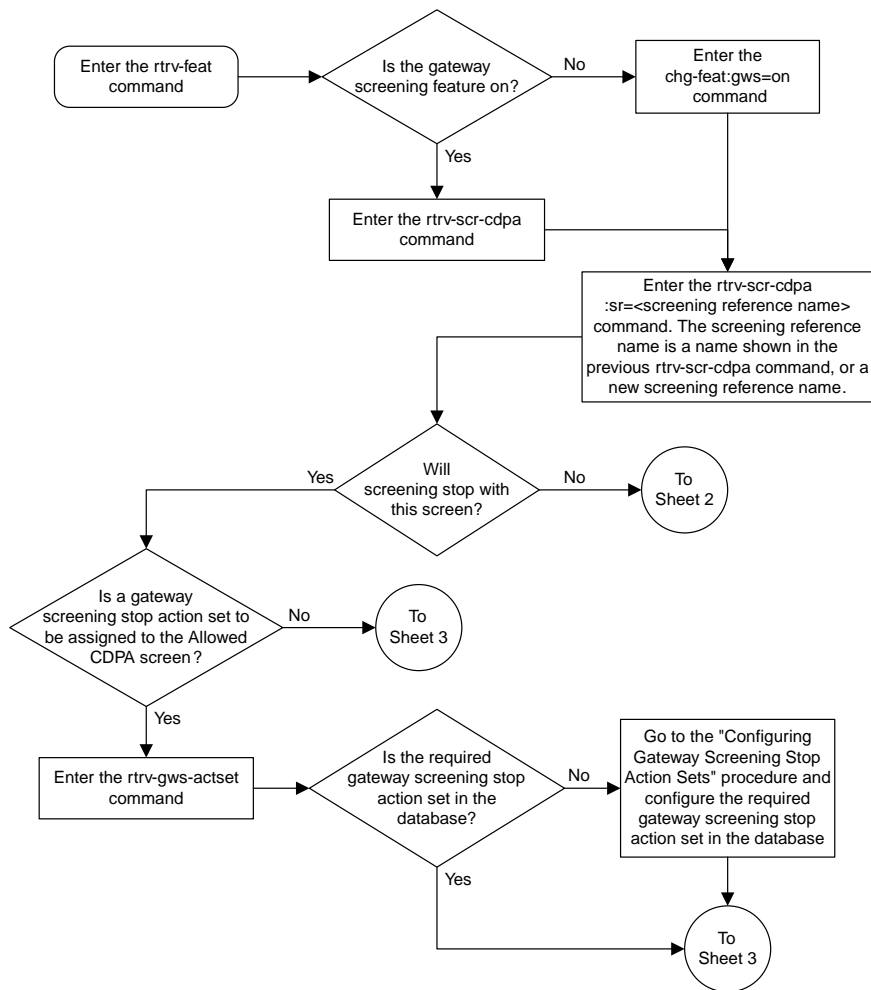 Enter the rtrv-feat
command
Is the gateway
screening feature on?
No
Enter the
chg-feat:gws=on
command
Yes
Enter the rtrv-scr-cdpa
command
Enter the rtrv-scr-cdpa
:sr=<screening reference name>
command. The screening reference
name is a name shown in the
previous rtrv-scr-cdpa command, or a
new screening reference name.
Will
screening stop with
this screen?
Yes
No
To
Sheet 2
Is a gateway
screening stop action set to
be assigned to the Allowed
CDPA screen?
No
To
Sheet 3
Yes
Enter the rtrv-gws-actset
command
Is the required
gateway screening stop
action set in the
database?
No
Go to the "Configuring
Gateway Screening Stop
Action Sets" procedure and
configure the required
gateway screening stop
action set in the database
Yes
To
Sheet 3